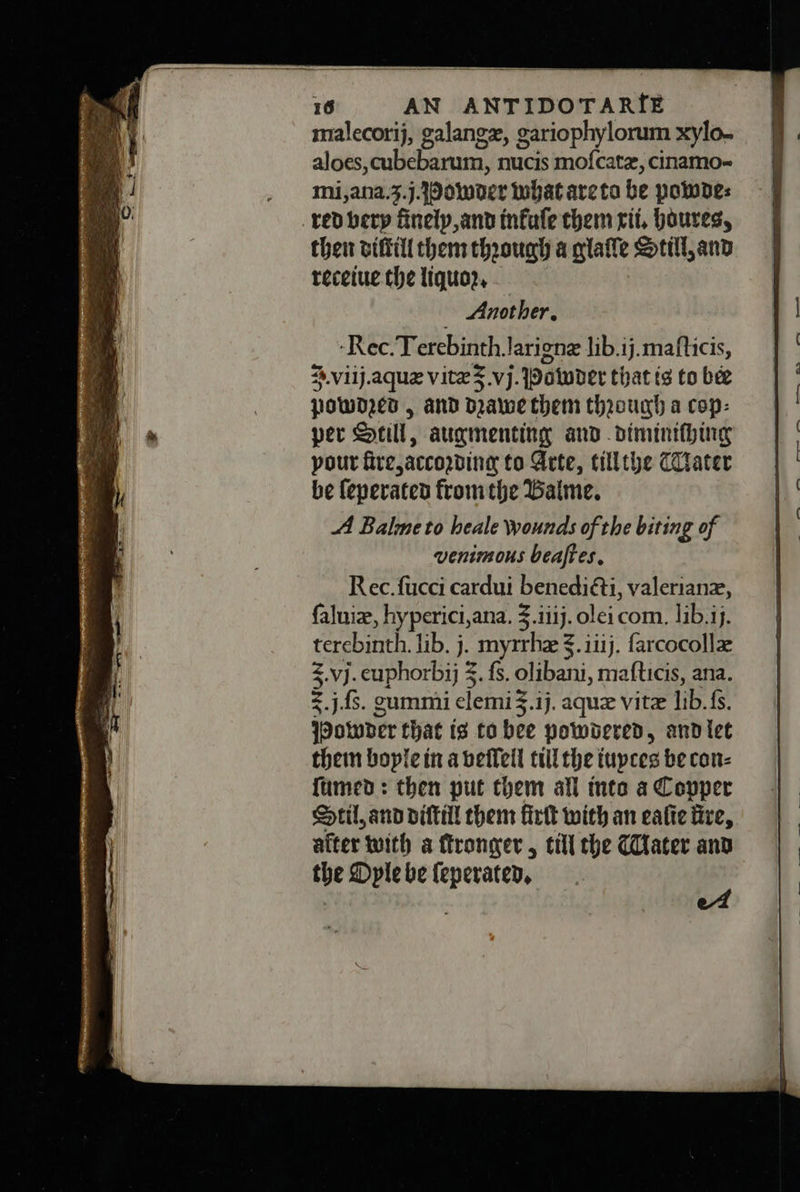 16 AN ANTIDOTARIE
malecorij, galangæ, gariophylorum xylo-
aloes, cubebarum, nucis moſcatæ, cinamo-
mi, ana.ʒ.j. Powder what are to be powde-
red very finely, and infuſe them xii. houres,
then diſtill them through a glaſſe Still, and
receiue the liquor.
Another.
Rec. Terebinth. larignæ lib.ij. maſticis,
℥.viij. aquæ vitæ ℥.vj. Powder that is to bee
powdred, and drawe them through a cop-
per Still, augmenting and diminiſhing
your fire, according to Arte, till the Water
be ſeperated from the Balme.
A Balme to heale wounds of the biting of
venimous beaſtes.
Rec. ſucci cardui benedicti, valerianæ,
ſaluiæ, hyperici, ana. ℥.iiij. olei com. lib.ij.
terebinth. lib. j. myrrhæ ℥.iiij. ſarcocollæ
℥.vj. euphorbij ℥. ſs. olibani, maſticis, ana.
℥.j.ſs. gummi elemi ℥.ij. aquæ vitæ lib.ſs.
Powder that is to bee powdered, and let
them boyle in a veſſell till the iuyces be con-
ſumed : then put them all into a Copper
Stil, and diſtill them firſt with an eaſie fire,
after with a ſtronger, till the Water and
the Oyle be ſeperated.
A